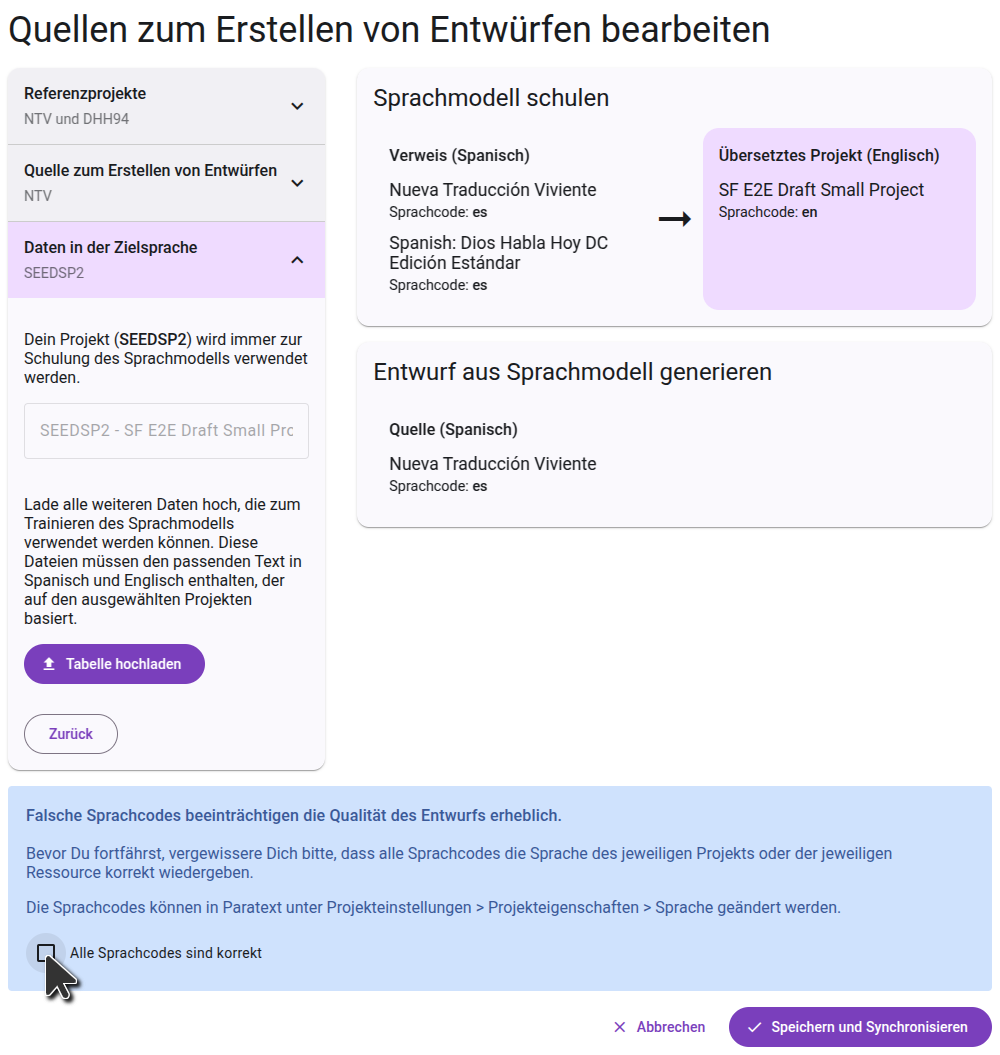 Quellen zum Erstellen von Entwürfen bearbeiten
Referenzprojekte
NTV und DHH94
Quelle zum Erstellen von Entwürfen
NTV
Daten in der Zielsprache
SEEDSP2
Dein Projekt (SEEDSP2) wird immer zur
Schulung des Sprachmodells verwendet
werden.
SEEDSP2 - SF E2E Draft Small Pro
Lade alle weiteren Daten hoch, die zum
Trainieren des Sprachmodells
verwendet werden können. Diese
Dateien müssen den passenden Text in
Spanisch und Englisch enthalten, der
auf den ausgewählten Projekten
basiert.
Tabelle hochladen
Zurück
Sprachmodell schulen
Verweis (Spanisch)
Nueva Traducción Viviente
Sprachcode: es
Spanish: Dios Habla Hoy DC
Edición Estándar
Sprachcode: es
Übersetztes Projekt (Englisch)
SF E2E Draft Small Project
Sprachcode: en
Entwurf aus Sprachmodell generieren
Quelle (Spanisch)
Nueva Traducción Viviente
Sprachcode: es
Falsche Sprachcodes beeinträchtigen die Qualität des Entwurfs erheblich.
Bevor Du fortfährst, vergewissere Dich bitte, dass alle Sprachcodes die Sprache des jeweiligen Projekts oder der jeweiligen
Ressource korrekt wiedergeben.
Die Sprachcodes können in Paratext unter Projekteinstellungen > Projekteigenschaften > Sprache geändert werden.
Alle Sprachcodes sind korrekt
Abbrechen
Speichern und Synchronisieren